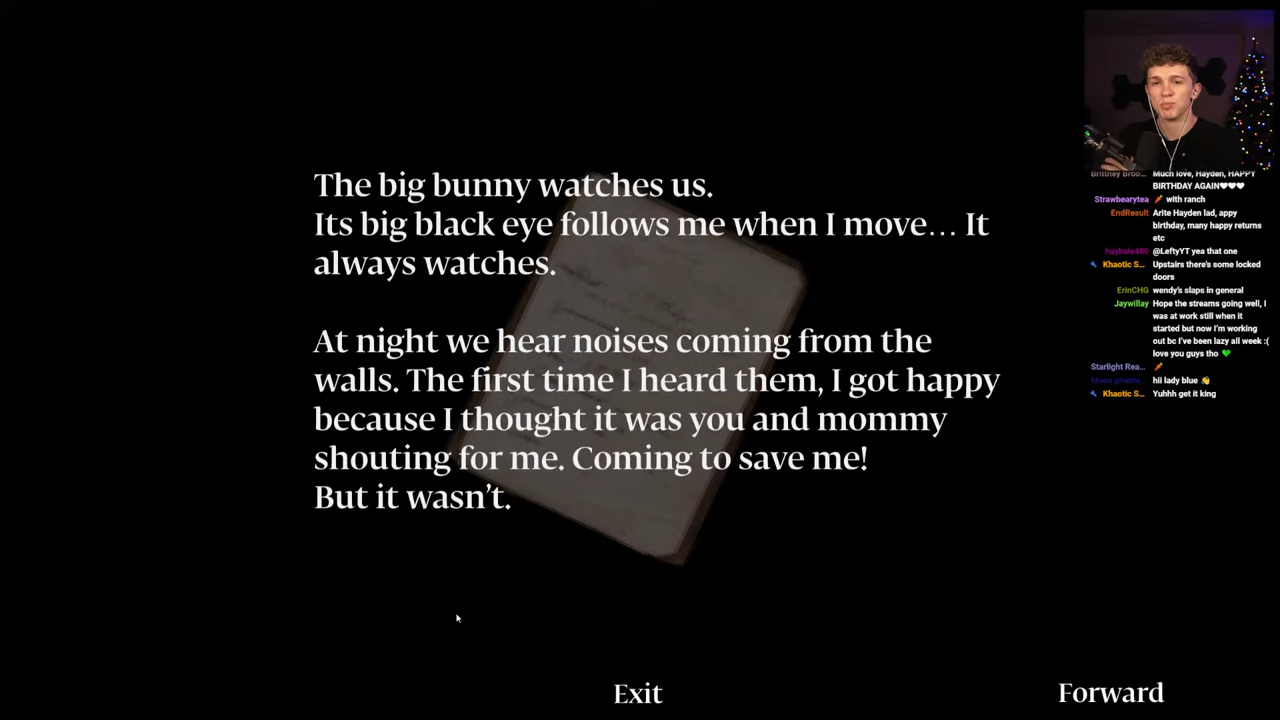 The big bunny watches us.
Its big black eye follows me when I move… It
always watches.
At night we hear noises coming from the
walls. The first time I heard them, I got happy
because I thought it was you and mommy
shouting for me. Coming to save me!
But it wasn't.
Exit
Forward
Much love, Hayden, HAPPY
BIRTHDAY AGAIN♥♥♥
Strawbearytea 🥕 with ranch
EndResult Arite Hayden lad, appy
birthday, many happy returns
etc
haybale480 @LeftyYT yea that one
Khaotic S... Upstairs there's some locked
doors
ErinCHG wendy's slaps in general
Jaywillay Hope the streams going well, I
was at work still when it
started but now I'm working
out bc I've been lazy all week :(
love you guys tho 💚
Starlight Rea... 🥕
hii lady blue 👋
Khaotic S... Yuhhh get it king